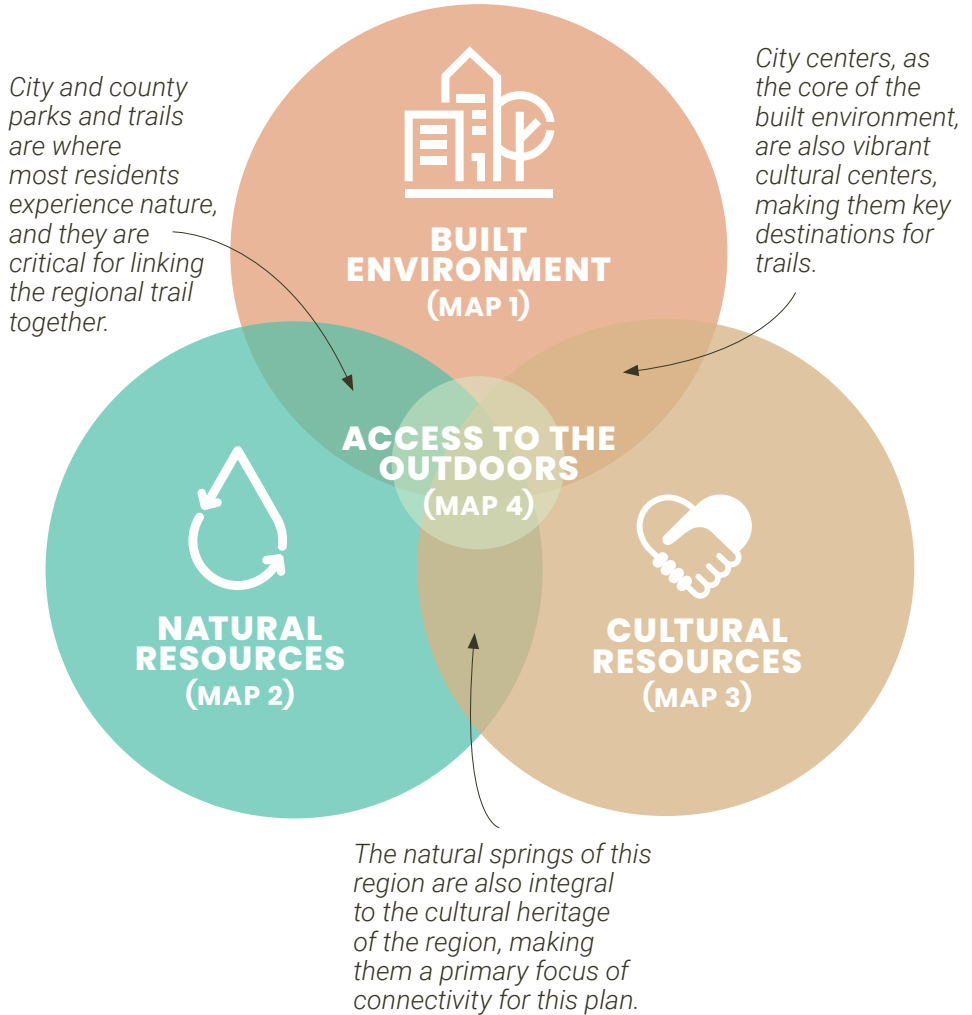 City and county
parks and trails
are where
most residents
experience nature,
and they are
critical for linking
the regional trail
together.
City centers, as
the core of the
built environment,
are also vibrant
cultural centers,
making them key
destinations for
trails.
BUILT
ENVIRONMENT
(MAP 1)
ACCESS TO THE
OUTDOORS
(MAP 4)
NATURAL
RESOURCES
(MAP 2)
CULTURAL
RESOURCES
(MAP 3)
The natural springs of this
region are also integral
to the cultural heritage
of the region, making
them a primary focus of
connectivity for this plan.